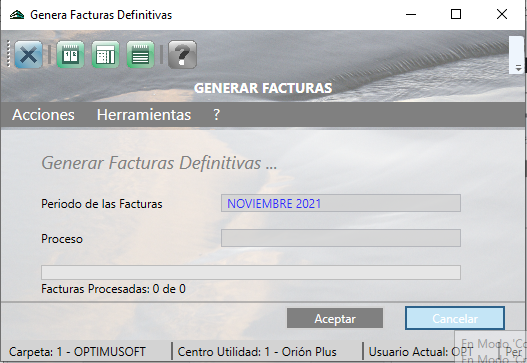 Genera Facturas Definitivas
?
GENERAR FACTURAS
Acciones Herramientas ?
Generar Facturas Definitivas ...
Periodo de las Facturas NOVIEMBRE 2021
Proceso
Facturas Procesadas: 0 de 0
Aceptar Cancelar
En Modo 'Co
Carpeta: 1 - OPTIMUSOFT Centro Utilidad: 1 - Orión Plus Usuario Actual: OPT Per
En Modo 'Co